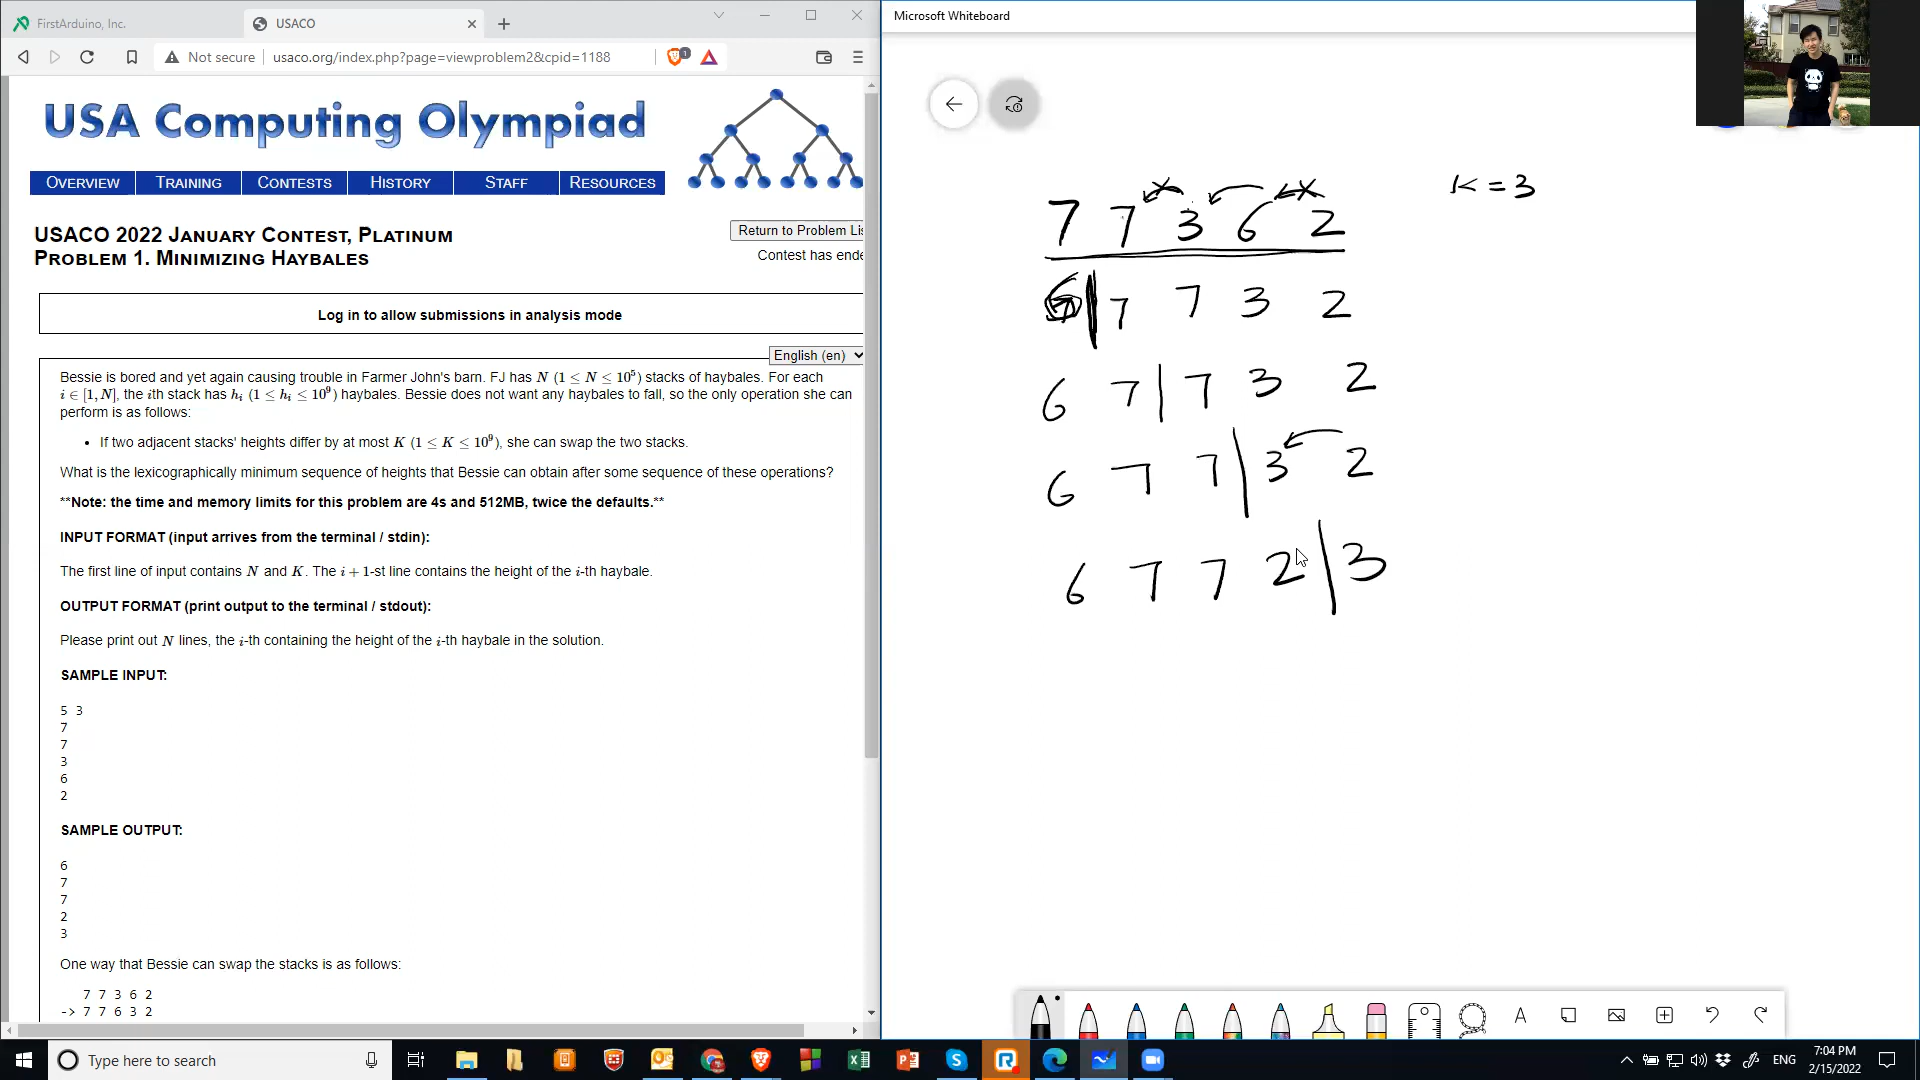 FirstArduino, Inc.
USACO
Not secure
usaco.org/index.php?page=viewproblem2&cpid=1188
1
USA Computing Olympiad
OVERVIEW TRAINING CONTESTS HISTORY STAFF RESOURCES
USACO 2022 JANUARY CONTEST, PLATINUM
PROBLEM 1. MINIMIZING HAYBALES
Return to Problem Lis
Contest has ende
Log in to allow submissions in analysis mode
English (en)
Bessie is bored and yet again causing trouble in Farmer John's barn. FJ has N (1 ≤ N ≤ 10⁵) stacks of haybales. For each
i ∈ [1, N], the ith stack has hᵢ (1 ≤ hᵢ ≤ 10⁹) haybales. Bessie does not want any haybales to fall, so the only operation she can
perform is as follows:
• If two adjacent stacks' heights differ by at most K (1 ≤ K ≤ 10⁹), she can swap the two stacks.
What is the lexicographically minimum sequence of heights that Bessie can obtain after some sequence of these operations?
**Note: the time and memory limits for this problem are 4s and 512MB, twice the defaults.**
INPUT FORMAT (input arrives from the terminal / stdin):
The first line of input contains N and K. The i + 1-st line contains the height of the i-th haybale.
OUTPUT FORMAT (print output to the terminal / stdout):
Please print out N lines, the i-th containing the height of the i-th haybale in the solution.
SAMPLE INPUT:
5 3
7
7
3
6
2
SAMPLE OUTPUT:
6
7
7
2
3
One way that Bessie can swap the stacks is as follows:
7 7 3 6 2
-> 7 7 6 3 2
Microsoft Whiteboard
K = 3
7 7 3 6 2
7 7 3 2
6 7 | 7 3 2
6 7 7 | 3 2
6 7 7 2 | 3
A
Type here to search
ENG
7:04 PM
2/15/2022